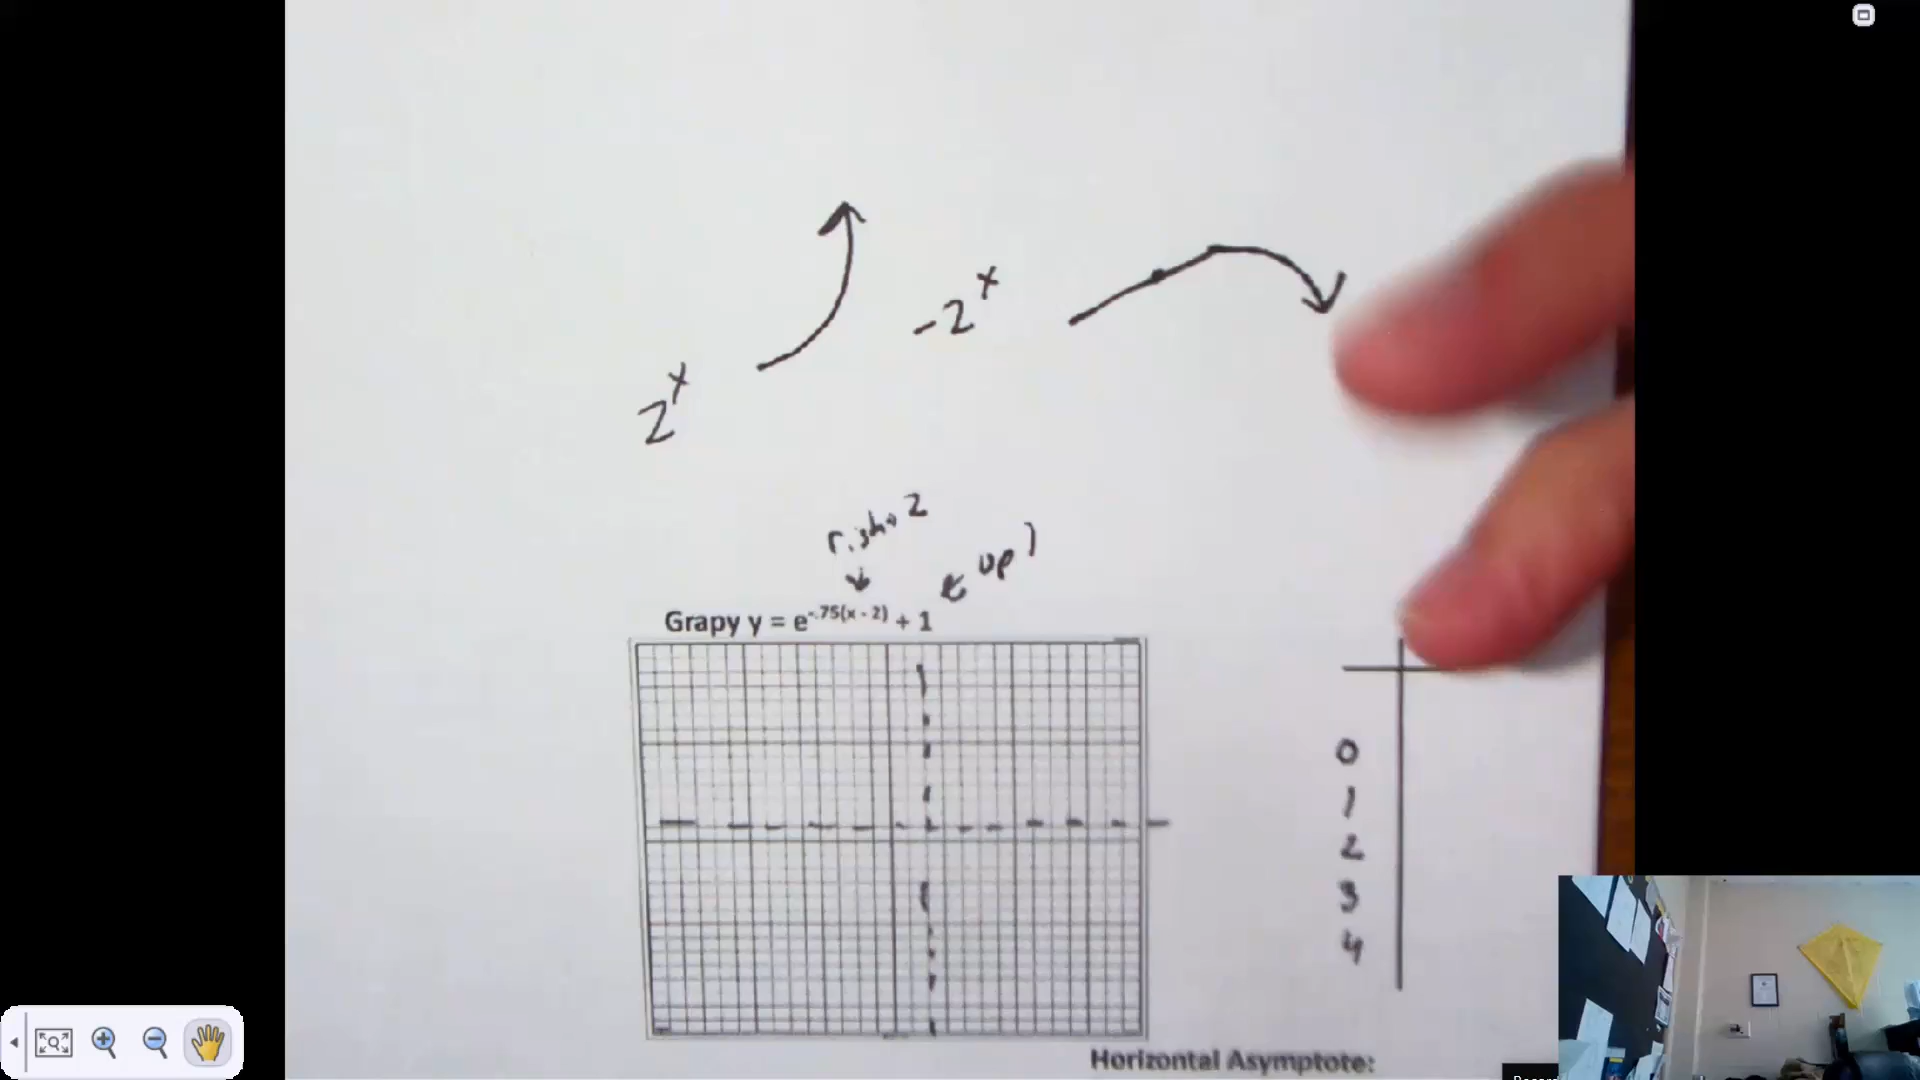 2^x
-2^x
right 2
up 1
Grapy y = e^-.75(x - 2) + 1
0
1
2
3
4
Horizontal Asymptote: